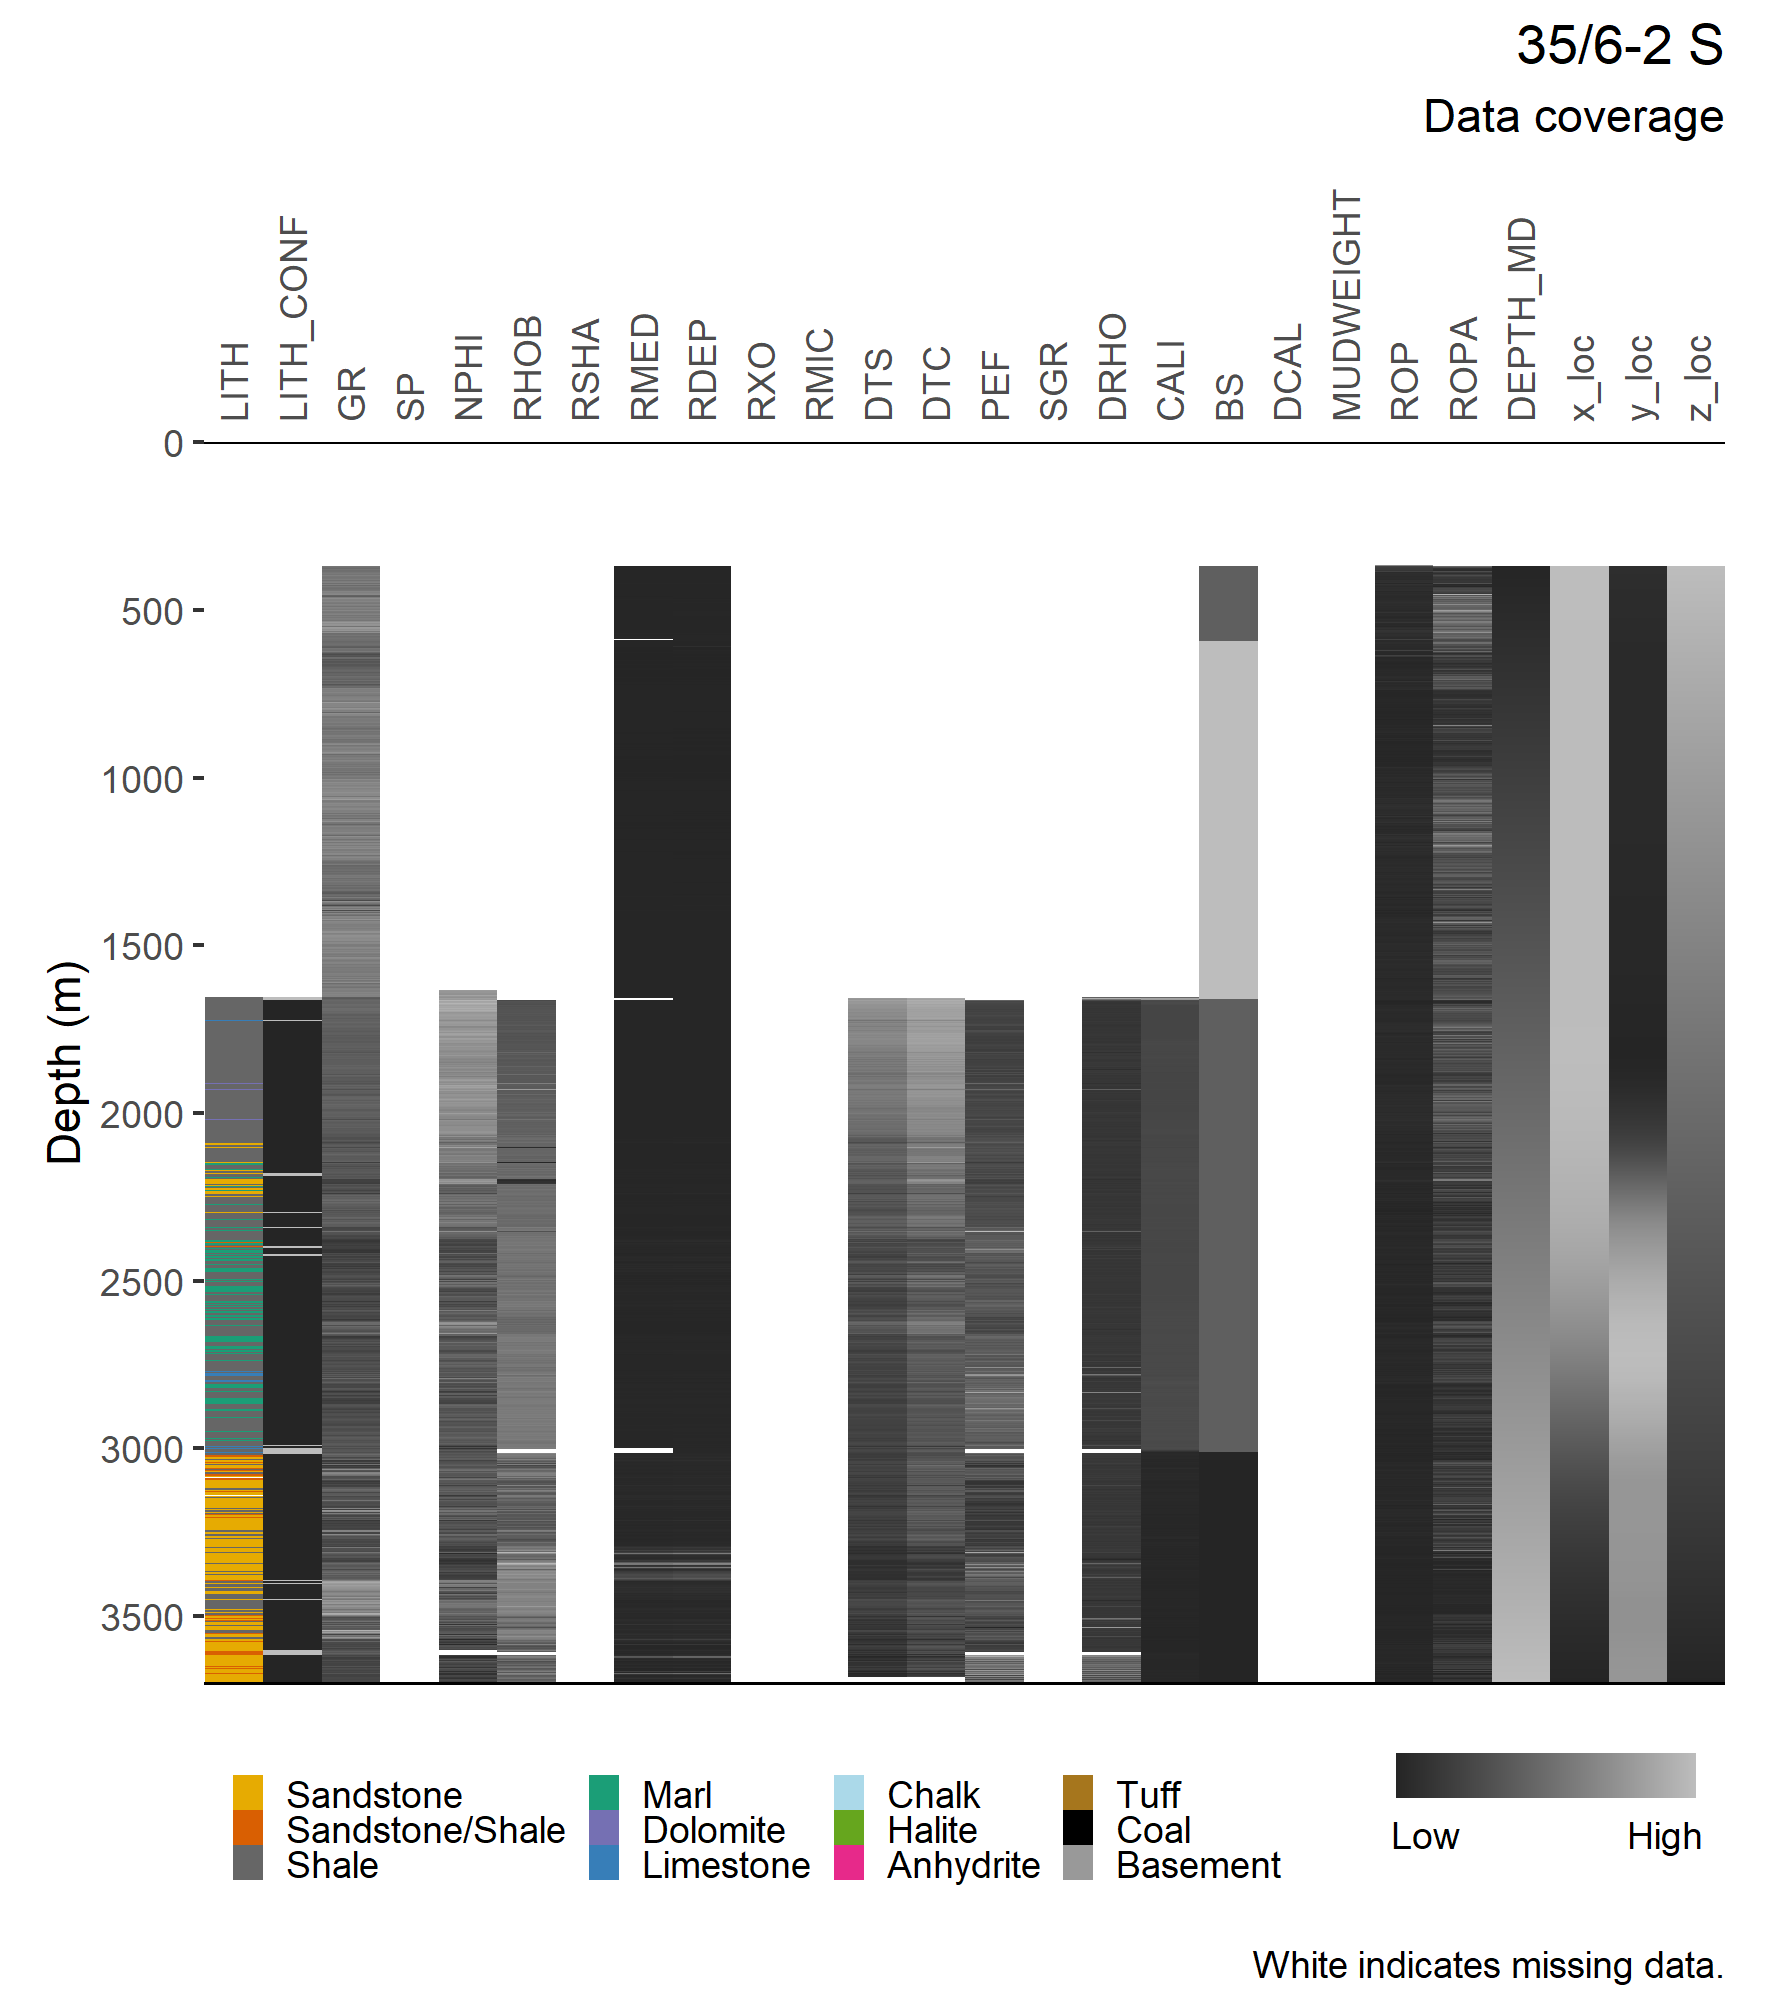 35/6-2 S
Data coverage
LITH
LITH_CONF
GR
SP
NPHI
RHOB
RSHA
RMED
RDEP
RXO
RMIC
DTS
DTC
PEF
SGR
DRHO
CALI
BS
DCAL
MUDWEIGHT
ROP
ROPA
DEPTH_MD
x_loc
y_loc
z_loc
Depth (m)
0
500
1000
1500
2000
2500
3000
3500
Sandstone
Sandstone/Shale
Shale
Marl
Dolomite
Limestone
Chalk
Halite
Anhydrite
Tuff
Coal
Basement
Low High
White indicates missing data.